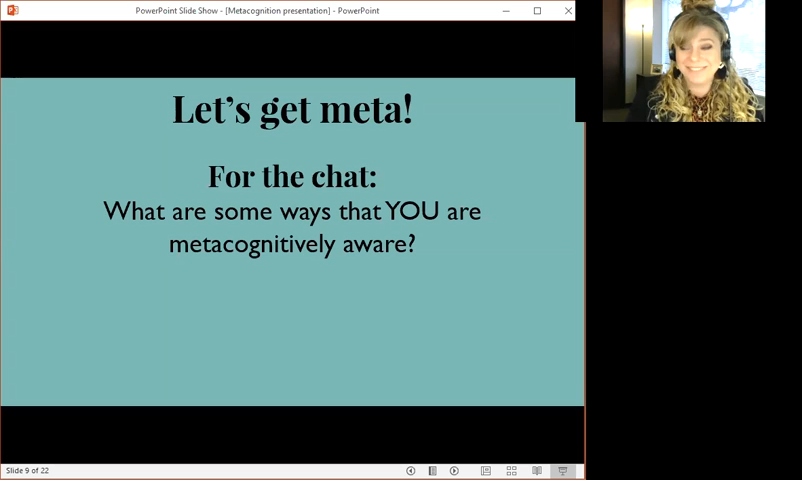 PowerPoint Slide Show - [Metacognition presentation] - PowerPoint
Let's get meta!
For the chat:
What are some ways that YOU are
metacognitively aware?
Slide 9 of 22